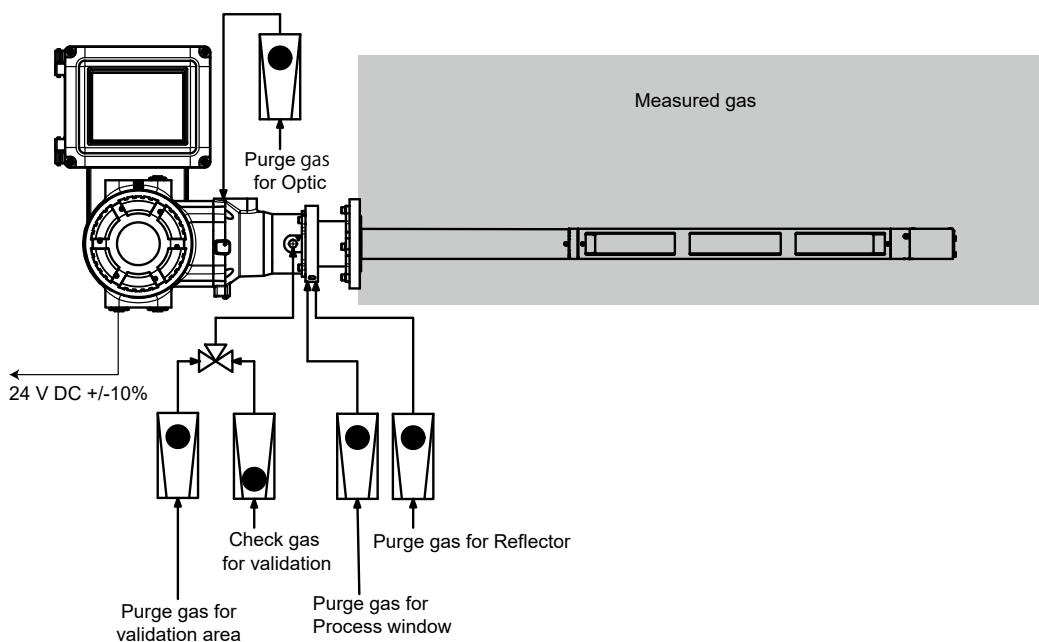 Measured gas
Purge gas
for Optic
24 V DC +/-10%
Check gas
for validation
Purge gas for Reflector
Purge gas for
validation area
Purge gas for
Process window